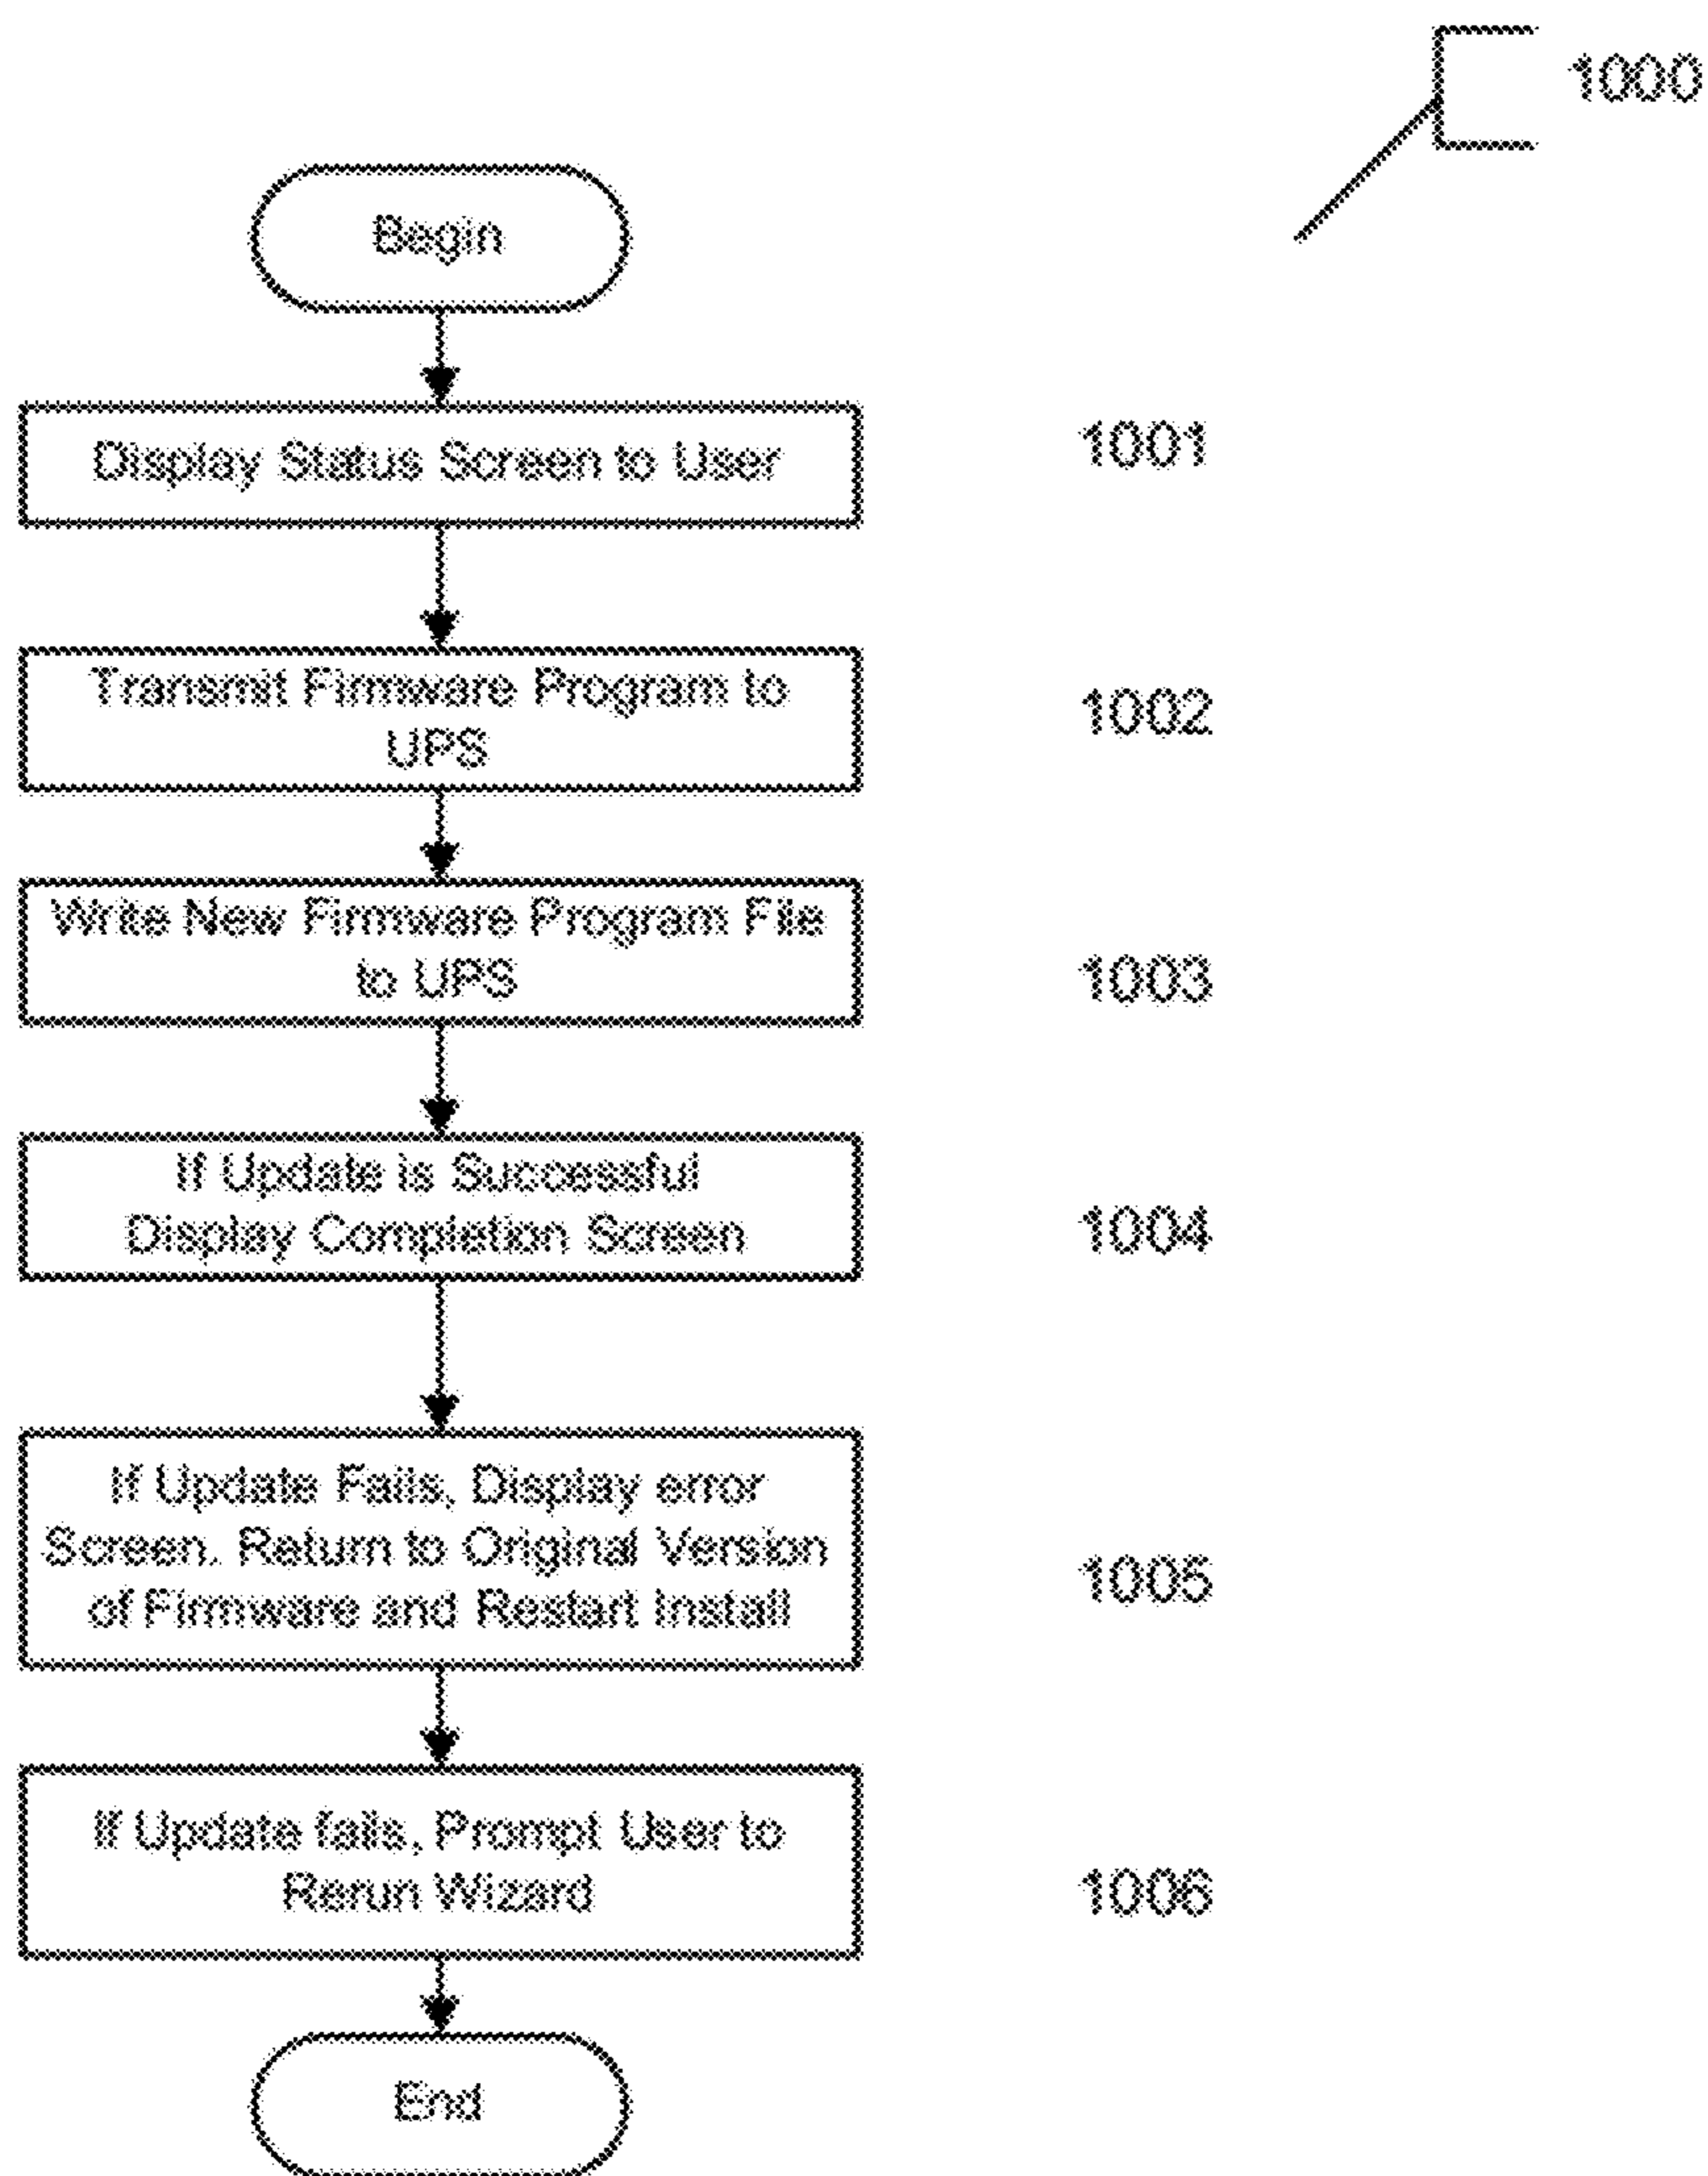 1000
Begin
Display Status Screen to User
1001
Transmit Firmware Program to
UPS
1002
Write New Firmware Program File
to UPS
1003
If Update is Successful
Display Completion Screen
1004
If Update Fails, Display error
Screen. Return to Original Version
of Firmware and Restart Install
1005
If Update fails, Prompt User to
Rerun Wizard
1006
End